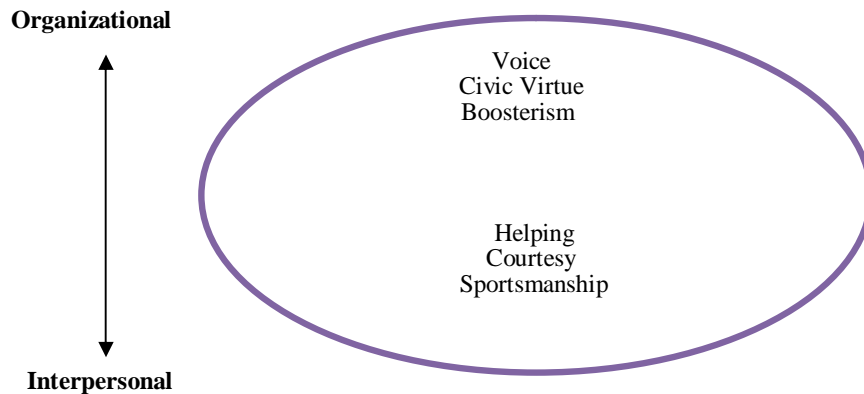 Organizational
Voice
Civic Virtue
Boosterism
Helping
Courtesy
Sportsmanship
Interpersonal